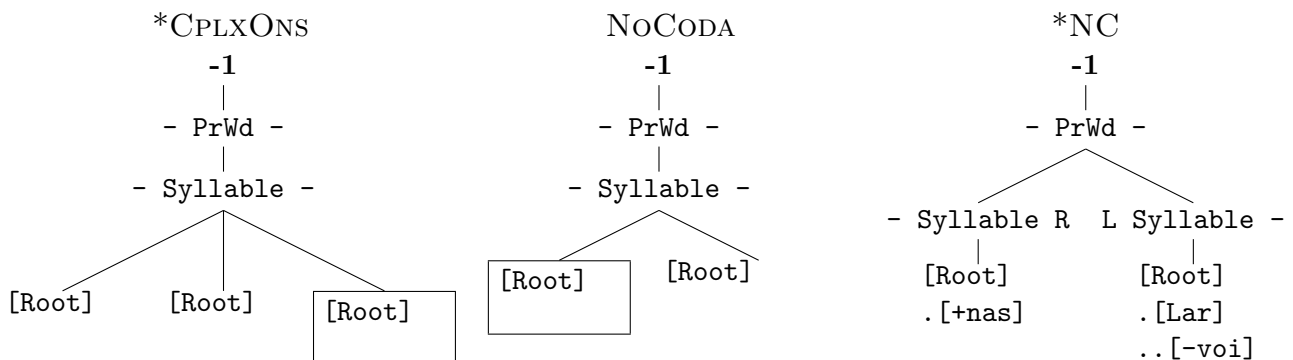 *CPLXONS NOCODA *NC
-1 -1 -1
- PrWd - - PrWd - - PrWd -
- Syllable - - Syllable - - Syllable R L Syllable -
[Root] [Root] [Root] [Root] [Root] [Root] [Root]
.[+nas] .[Lar]
..[-voi]